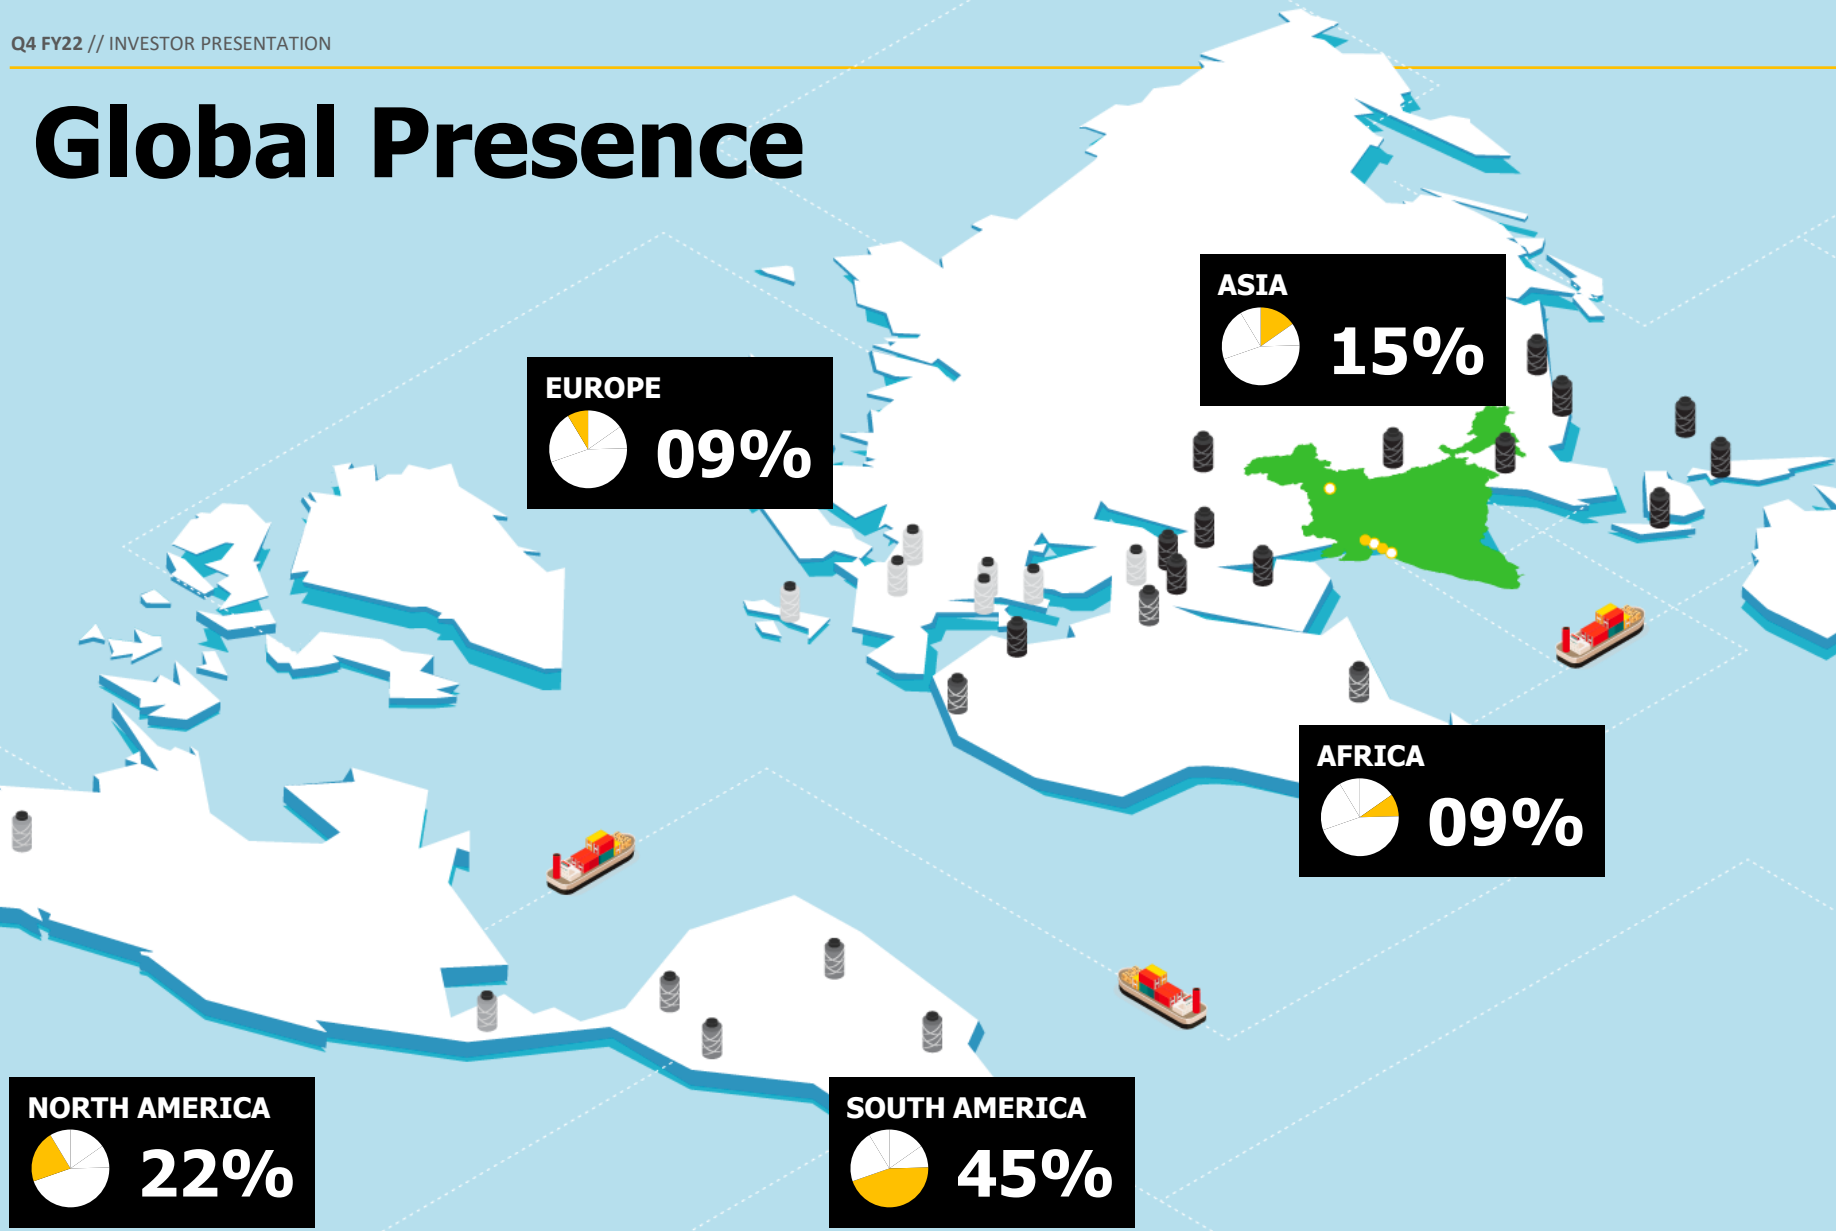 Q4 FY22 // INVESTOR PRESENTATION
Global Presence
ASIA
15%
EUROPE
09%
AFRICA
09%
NORTH AMERICA
22%
SOUTH AMERICA
45%